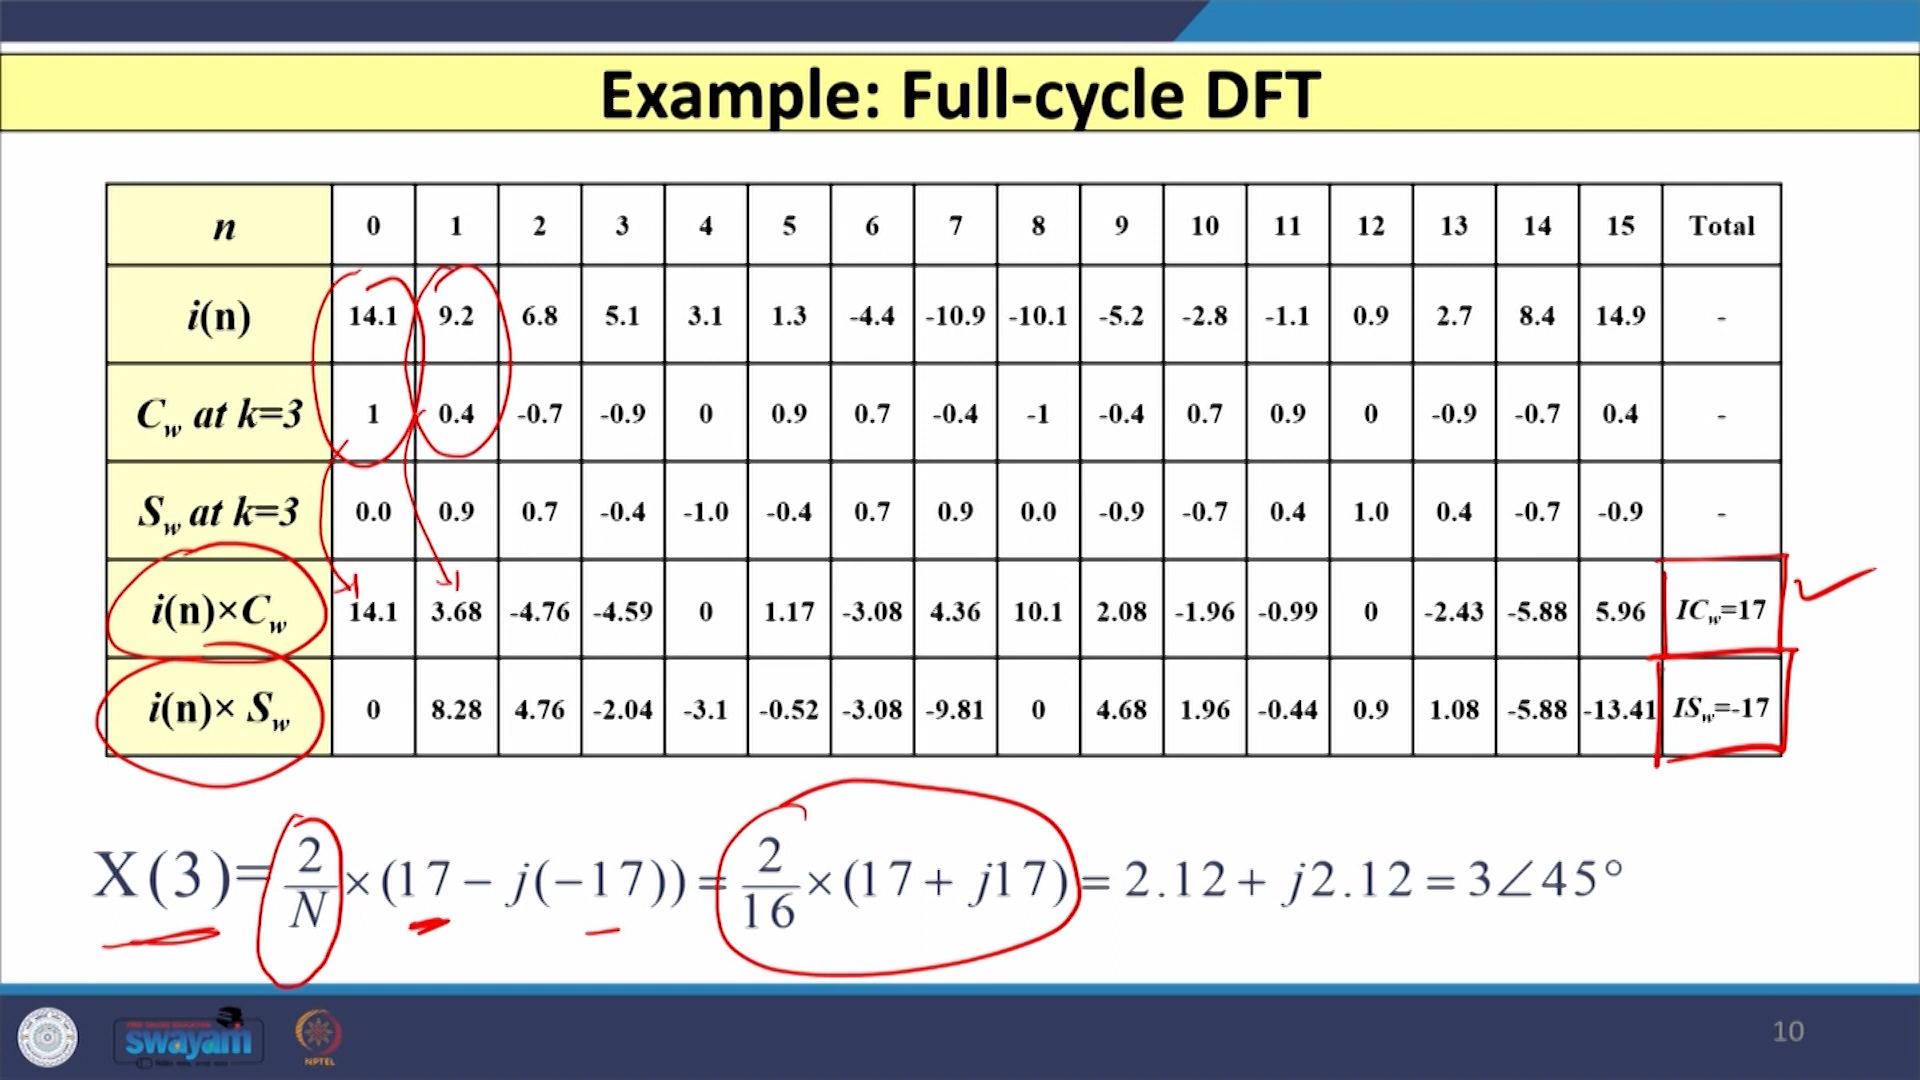 Example: Full-cycle DFT
n 0 1 2 3 4 5 6 7 8 9 10 11 12 13 14 15 Total
i(n) 14.1 9.2 6.8 5.1 3.1 1.3 -4.4 -10.9 -10.1 -5.2 -2.8 -1.1 0.9 2.7 8.4 14.9 -
Cw at k=3 1 0.4 -0.7 -0.9 0 0.9 0.7 -0.4 -1 -0.4 0.7 0.9 0 -0.9 -0.7 0.4 -
Sw at k=3 0.0 0.9 0.7 -0.4 -1.0 -0.4 0.7 0.9 0.0 -0.9 -0.7 0.4 1.0 0.4 -0.7 -0.9 -
i(n)×Cw 14.1 3.68 -4.76 -4.59 0 1.17 -3.08 4.36 10.1 2.08 -1.96 -0.99 0 -2.43 -5.88 5.96 ICw=17
i(n)× Sw 0 8.28 4.76 -2.04 -3.1 -0.52 -3.08 -9.81 0 4.68 1.96 -0.44 0.9 1.08 -5.88 -13.41 ISw=-17
X(3)= 2/N ×(17− j(−17)) = 2/16 ×(17+ j17) = 2.12+ j2.12 = 3∠45°
swayam
NPTEL
10